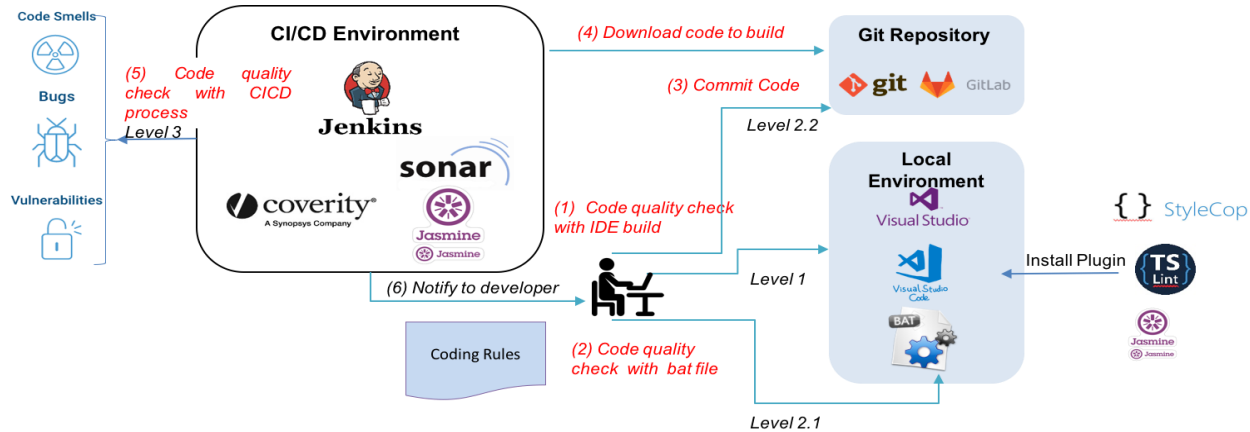 Code Smells
Bugs
Vulnerabilities
(5) Code quality
check with CICD
process
Level 3
CI/CD Environment
Jenkins
sonar
coverity®
A Synopsys Company
Jasmine
Jasmine
(4) Download code to build
(3) Commit Code
Level 2.2
Git Repository
git
GitLab
(1) Code quality check
with IDE build
Level 1
(6) Notify to developer
Coding Rules
(2) Code quality
check with bat file
Level 2.1
Local
Environment
Visual Studio
Visual Studio
Code
BAT
Install Plugin
{ } StyleCop
{TS}
Lint
Jasmine
Jasmine